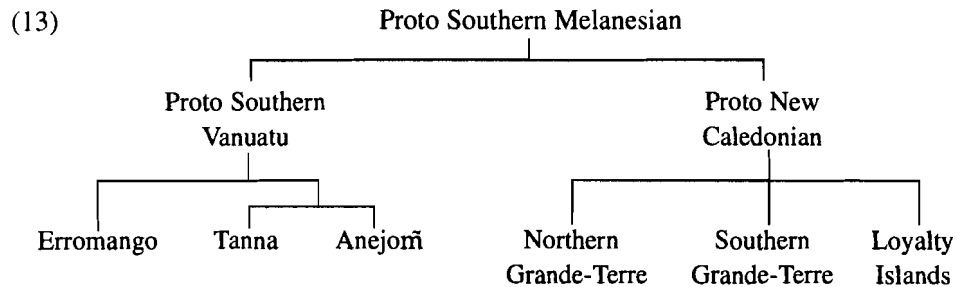 (13) Proto Southern Melanesian
Proto Southern Proto New
Vanuatu Caledonian
Erromango Tanna Anejom̃ Northern Southern Loyalty
Grande-Terre Grande-Terre Islands